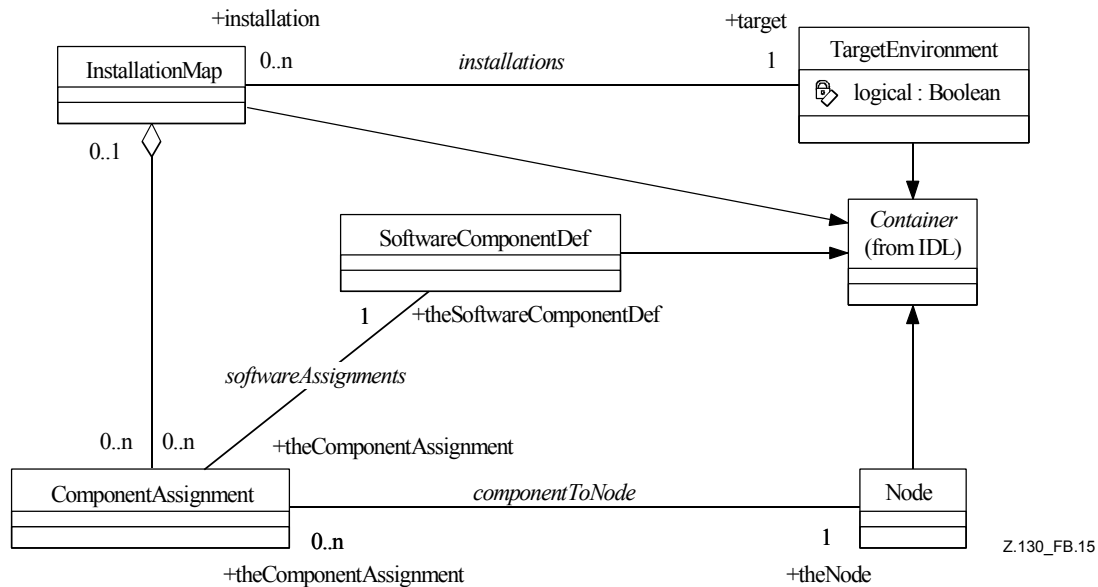 +installation
+target
InstallationMap
0..n
installations
1
TargetEnvironment
logical : Boolean
0..1
Container
(from IDL)
SoftwareComponentDef
1
+theSoftwareComponentDef
softwareAssignments
0..n
0..n
+theComponentAssignment
ComponentAssignment
componentToNode
Node
0..n
1
Z.130_FB.15
+theComponentAssignment
+theNode